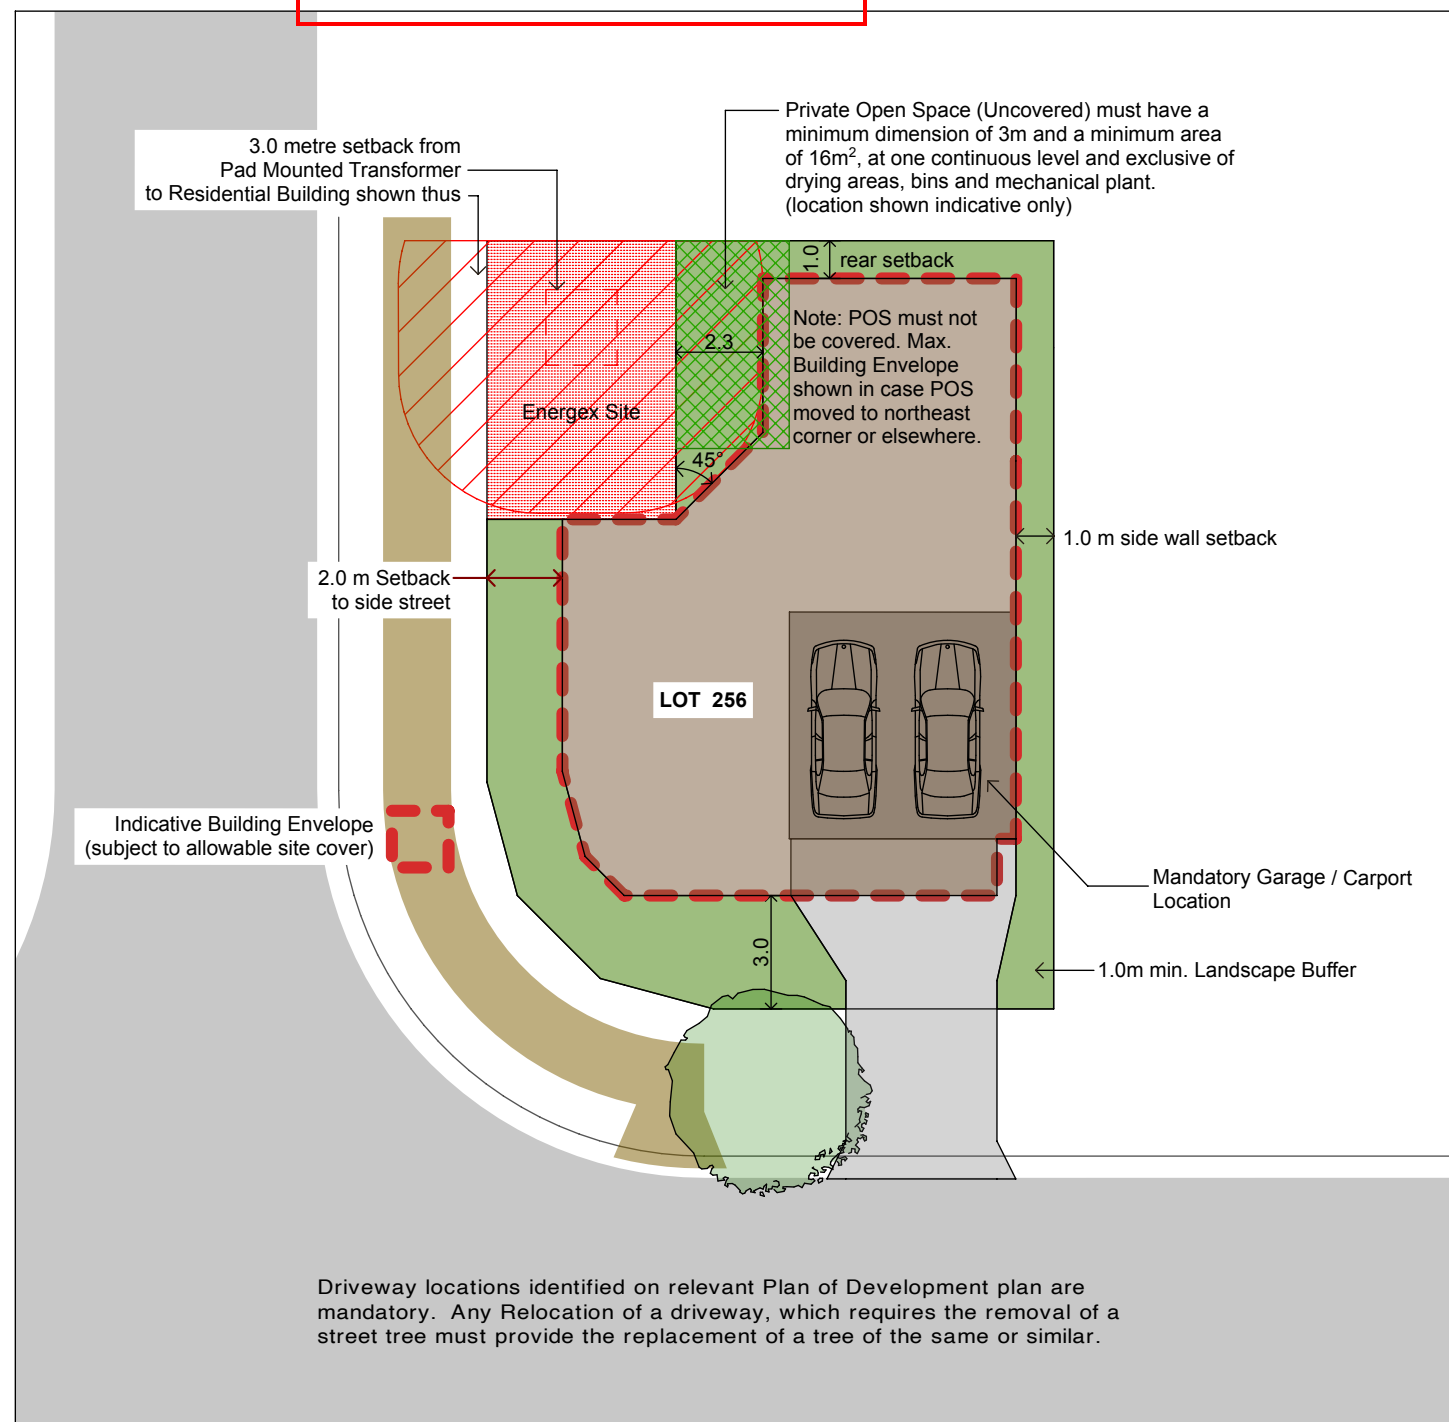 Private Open Space (Uncovered) must have a
minimum dimension of 3m and a minimum area
of 16m², at one continuous level and exclusive of
drying areas, bins and mechanical plant.
(location shown indicative only)
3.0 metre setback from
Pad Mounted Transformer
to Residential Building shown thus
1.0
rear setback
Note: POS must not
be covered. Max.
Building Envelope
shown in case POS
moved to northeast
corner or elsewhere.
2.3
Energex Site
45°
1.0 m side wall setback
2.0 m Setback
to side street
LOT 256
Indicative Building Envelope
(subject to allowable site cover)
Mandatory Garage / Carport
Location
3.0
1.0m min. Landscape Buffer
Driveway locations identified on relevant Plan of Development plan are
mandatory. Any Relocation of a driveway, which requires the removal of a
street tree must provide the replacement of a tree of the same or similar.